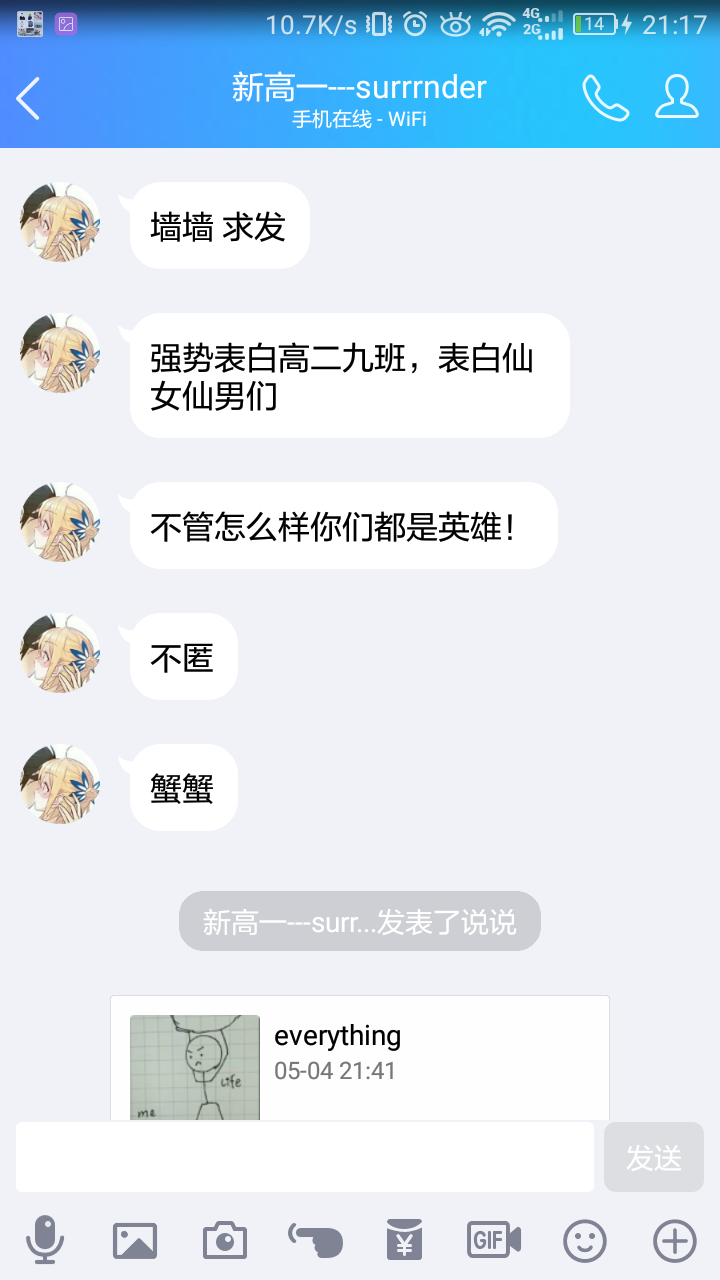 10.7K/s 4G 2G 14 21:17
新高一---surrrnder
手机在线 - WiFi
墙墙 求发
强势表白高二九班，表白仙
女仙男们
不管怎么样你们都是英雄！
不匿
蟹蟹
新高一---surr...发表了说说
everything
05-04 21:41
Life
me
发送
¥
GIF